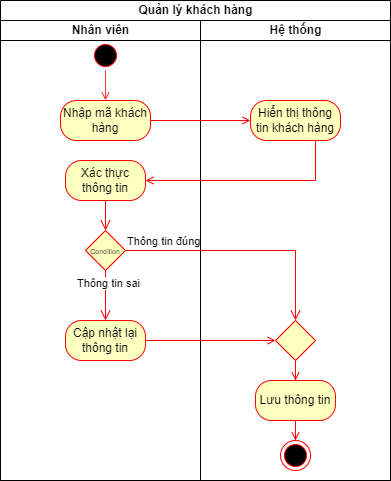 Quản lý khách hàng
Nhân viên
Hệ thống
Nhập mã khách
hàng
Hiển thị thông
tin khách hàng
Xác thực
thông tin
Condition
Thông tin đúng
Thông tin sai
Cập nhật lại
thông tin
Lưu thông tin